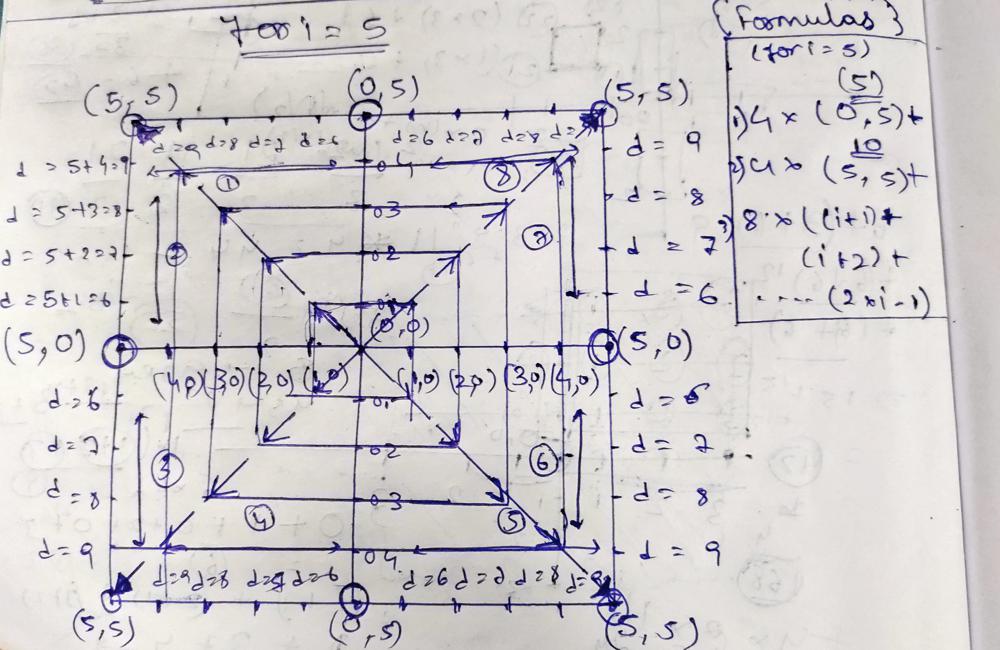 For i = 5
{Formulas}
(for i = 5)
(5)
1) 4 × (0,5) +
10
2) 4 × (5,5) +
3) 8 × ((i+1) +
(i+2) +
..... (2×i-1)
(5,5)
(0,5)
(5,5)
d=9 d=8 d=7 d=6
d=6 d=7 d=8 d=
d = 5+4=9
0 4
d = 9
① ⑧
d = 5+3=8
0 3
d = 8
②
d = 5+2=7
0 2
d = 7
⑦
d = 5+1=6
d = 6
(0,0)
(5,0)
(5,0)
(4,0) (3,0) (2,0) (1,0)
(1,0) (2,0) (3,0) (4,0)
d=6
0,1
d = 6
d=7
0 2
d = 7
③ ⑥
d=8
0 3
d = 8
④ ⑤
d=9
0 4
d = 9
d=9 d=8 d=7 d=6
d=6 d=7 d=8 d=9
(5,5)
(0,5)
(5,5)